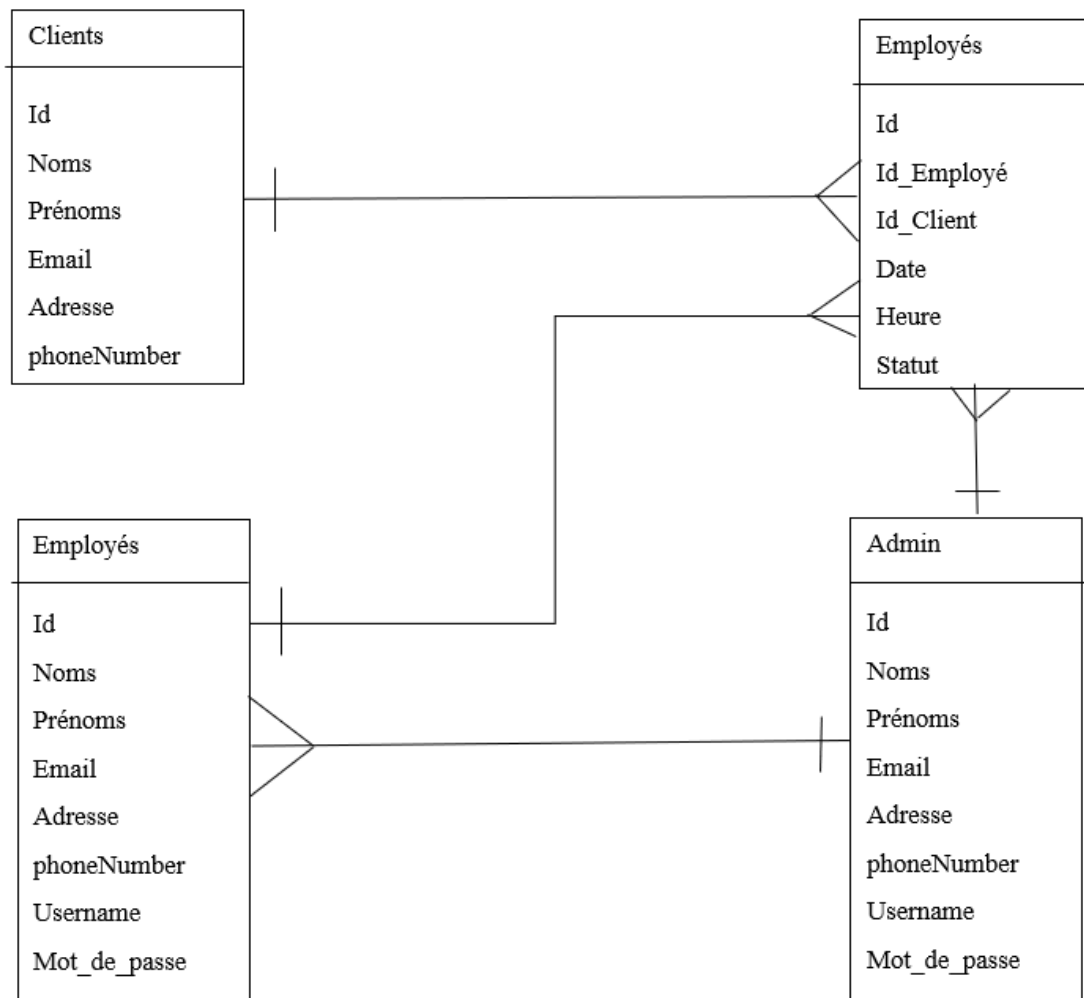 Clients
Id
Noms
Prénoms
Email
Adresse
phoneNumber
Employés
Id
Id_Employé
Id_Client
Date
Heure
Statut
Employés
Id
Noms
Prénoms
Email
Adresse
phoneNumber
Username
Mot_de_passe
Admin
Id
Noms
Prénoms
Email
Adresse
phoneNumber
Username
Mot_de_passe